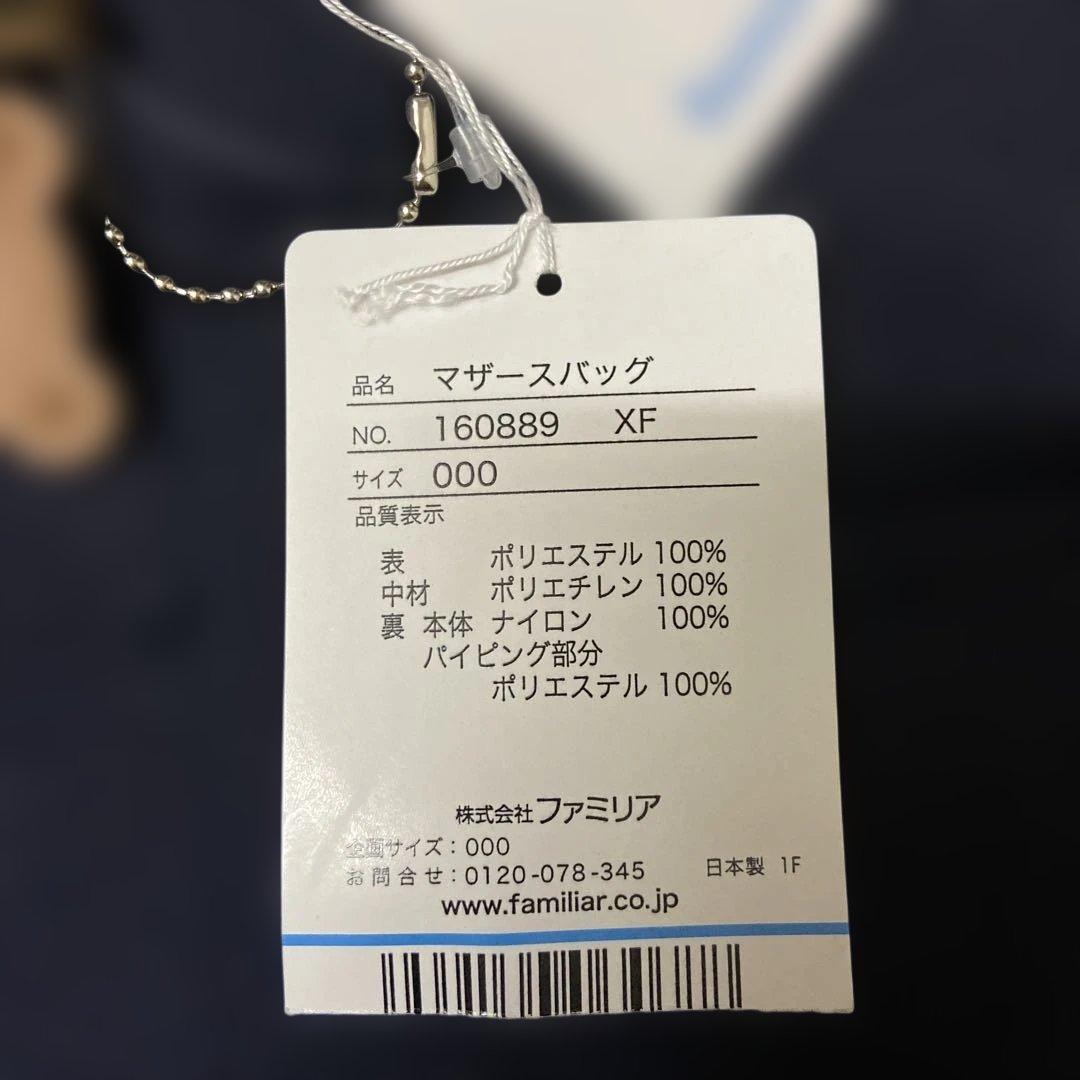 品名 マザースバッグ
NO. 160889 XF
サイズ 000
品質表示
表 ポリエステル 100%
中材 ポリエチレン 100%
裏 本体 ナイロン 100%
パイピング部分
ポリエステル 100%
株式会社ファミリア
企画サイズ：000
お問合せ：0120-078-345 日本製 1F
www.familiar.co.jp